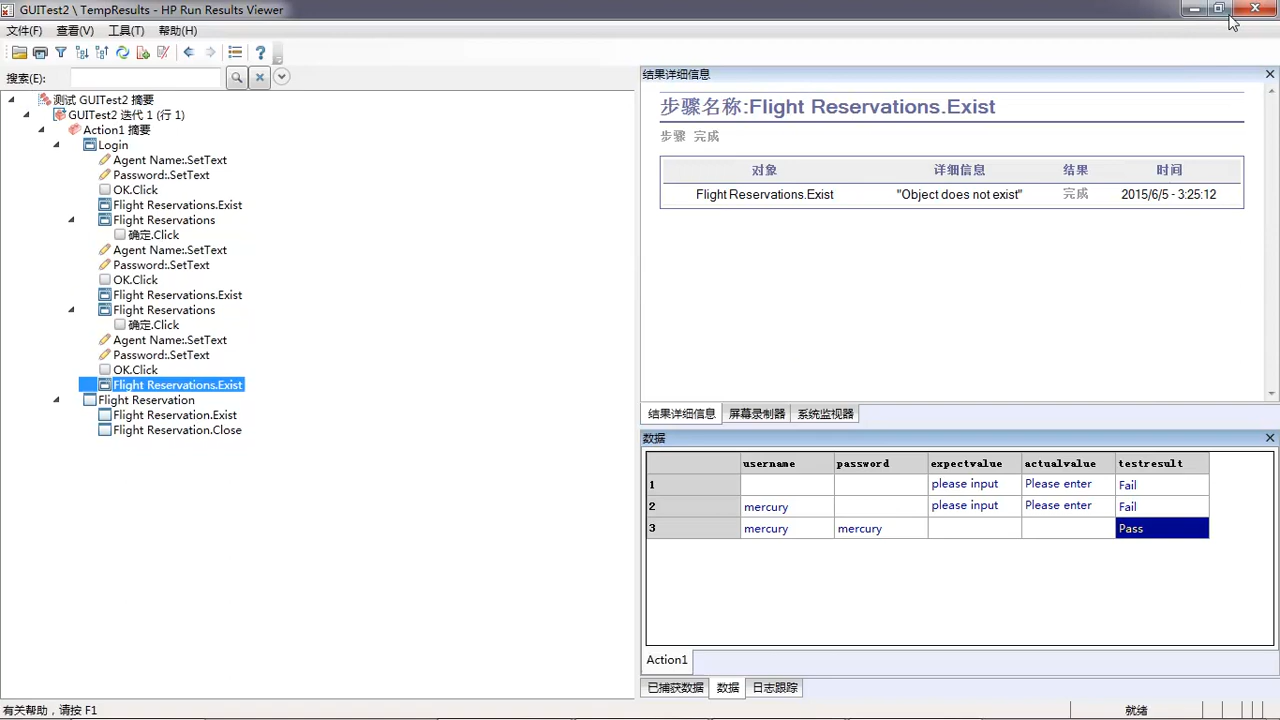 GUITest2 \ TempResults - HP Run Results Viewer
文件(F) 查看(V) 工具(T) 帮助(H)
搜索(E):
测试 GUITest2 摘要
GUITest2 迭代 1 (行 1)
Action1 摘要
Login
Agent Name:.SetText
Password:.SetText
OK.Click
Flight Reservations.Exist
Flight Reservations
确定.Click
Agent Name:.SetText
Password:.SetText
OK.Click
Flight Reservations.Exist
Flight Reservations
确定.Click
Agent Name:.SetText
Password:.SetText
OK.Click
Flight Reservations.Exist
Flight Reservation
Flight Reservation.Exist
Flight Reservation.Close
结果详细信息
步骤名称:Flight Reservations.Exist
步骤 完成
对象 详细信息 结果 时间
Flight Reservations.Exist "Object does not exist" 完成 2015/6/5 - 3:25:12
结果详细信息 屏幕录制器 系统监视器
数据
username password expectvalue actualvalue testresult
1 please input Please enter Fail
2 mercury please input Please enter Fail
3 mercury mercury Pass
Action1
已捕获数据 数据 日志跟踪
有关帮助，请按 F1 就绪